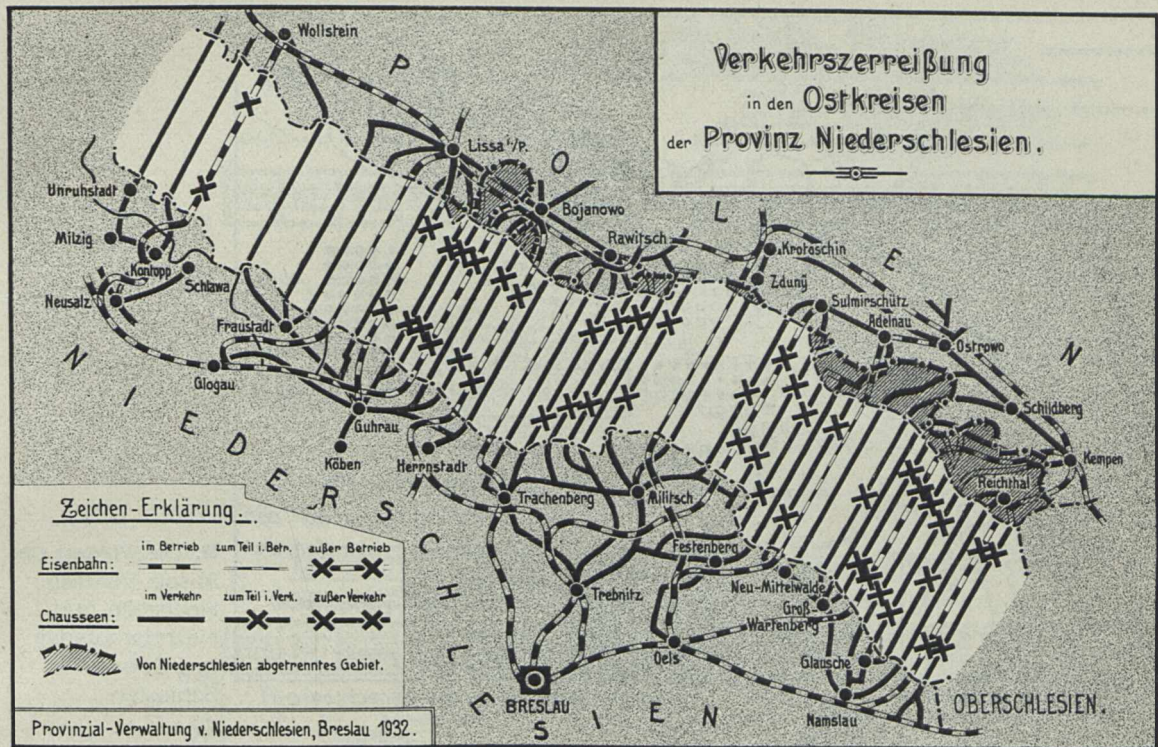 Verkehrszerreißung
in den Ostkreisen
der Provinz Niederschlesien.
POLEN
NIEDERSCHLESIEN
OBERSCHLESIEN.
Wollstein
Lissa i/P.
Unruhstadt
Bojanowo
Milzig
Rawitsch
Krotoschin
Kontopp
Schlawa
Zduny
Neusalz
Sulmirschütz
Adelnau
Fraustadt
Ostrowo
Glogau
Guhrau
Schildberg
Köben
Herrnstadt
Kempen
Reichthal
Trachenberg
Militsch
Festenberg
Neu-Mittelwalde
Trebnitz
Groß-
Wartenberg
Oels
Glausche
BRESLAU
Namslau
Zeichen-Erklärung.
im Betrieb zum Teil i. Betr. außer Betrieb
Eisenbahn:
im Verkehr zum Teil i. Verk. außer Verkehr
Chausseen:
Von Niederschlesien abgetrenntes Gebiet.
Provinzial-Verwaltung v. Niederschlesien, Breslau 1932.